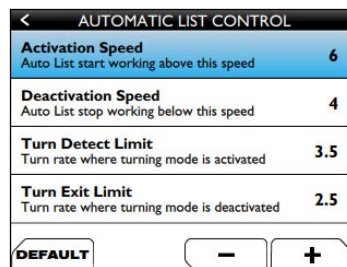 < AUTOMATIC LIST CONTROL
Activation Speed
Auto List start working above this speed
6
Deactivation Speed
Auto List stop working below this speed
4
Turn Detect Limit
Turn rate where turning mode is activated
3.5
Turn Exit Limit
Turn rate where turning mode is deactivated
2.5
DEFAULT
−
+